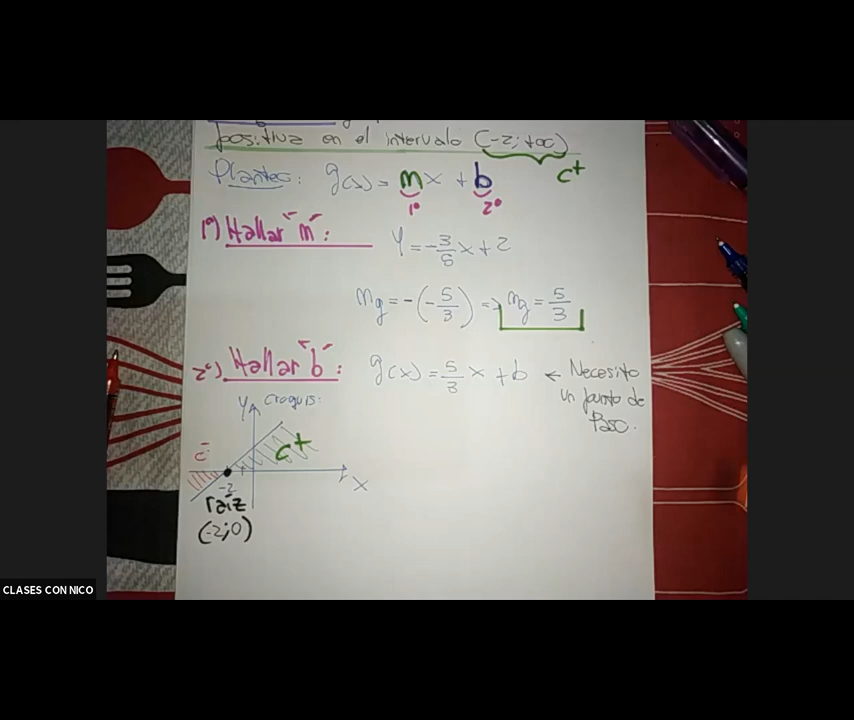 positiva en el intervalo (-2; +∞)
C+
Planteo: g(x) = mx + b
1° 2°
1°) Hallar "m":
Y = -3/5 x + 2
mg = -(-5/3) => mg = 5/3
2°) Hallar "b":
g(x) = 5/3 x + b ← Necesito
un punto de
Paso.
Croquis:
Y
C- C+
-2
X
raíz
(-2;0)
CLASES CON NICO